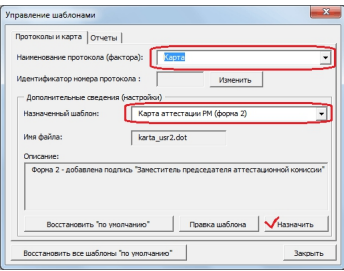 Управление шаблонами
Протоколы и карта Отчеты
Наименование протокола (фактора): Карта
Идентификатор номера протокола : Изменить
Дополнительные сведения (настройки)
Назначенный шаблон: Карта аттестации РМ (форма 2)
Имя файла: karta_usr2.dot
Описание:
Форма 2 - добавлена подпись "Заместитель председателя аттестационной комиссии"
Восстановить "по умолчанию" Правка шаблона Назначить
Восстановить все шаблоны "по умолчанию" Закрыть